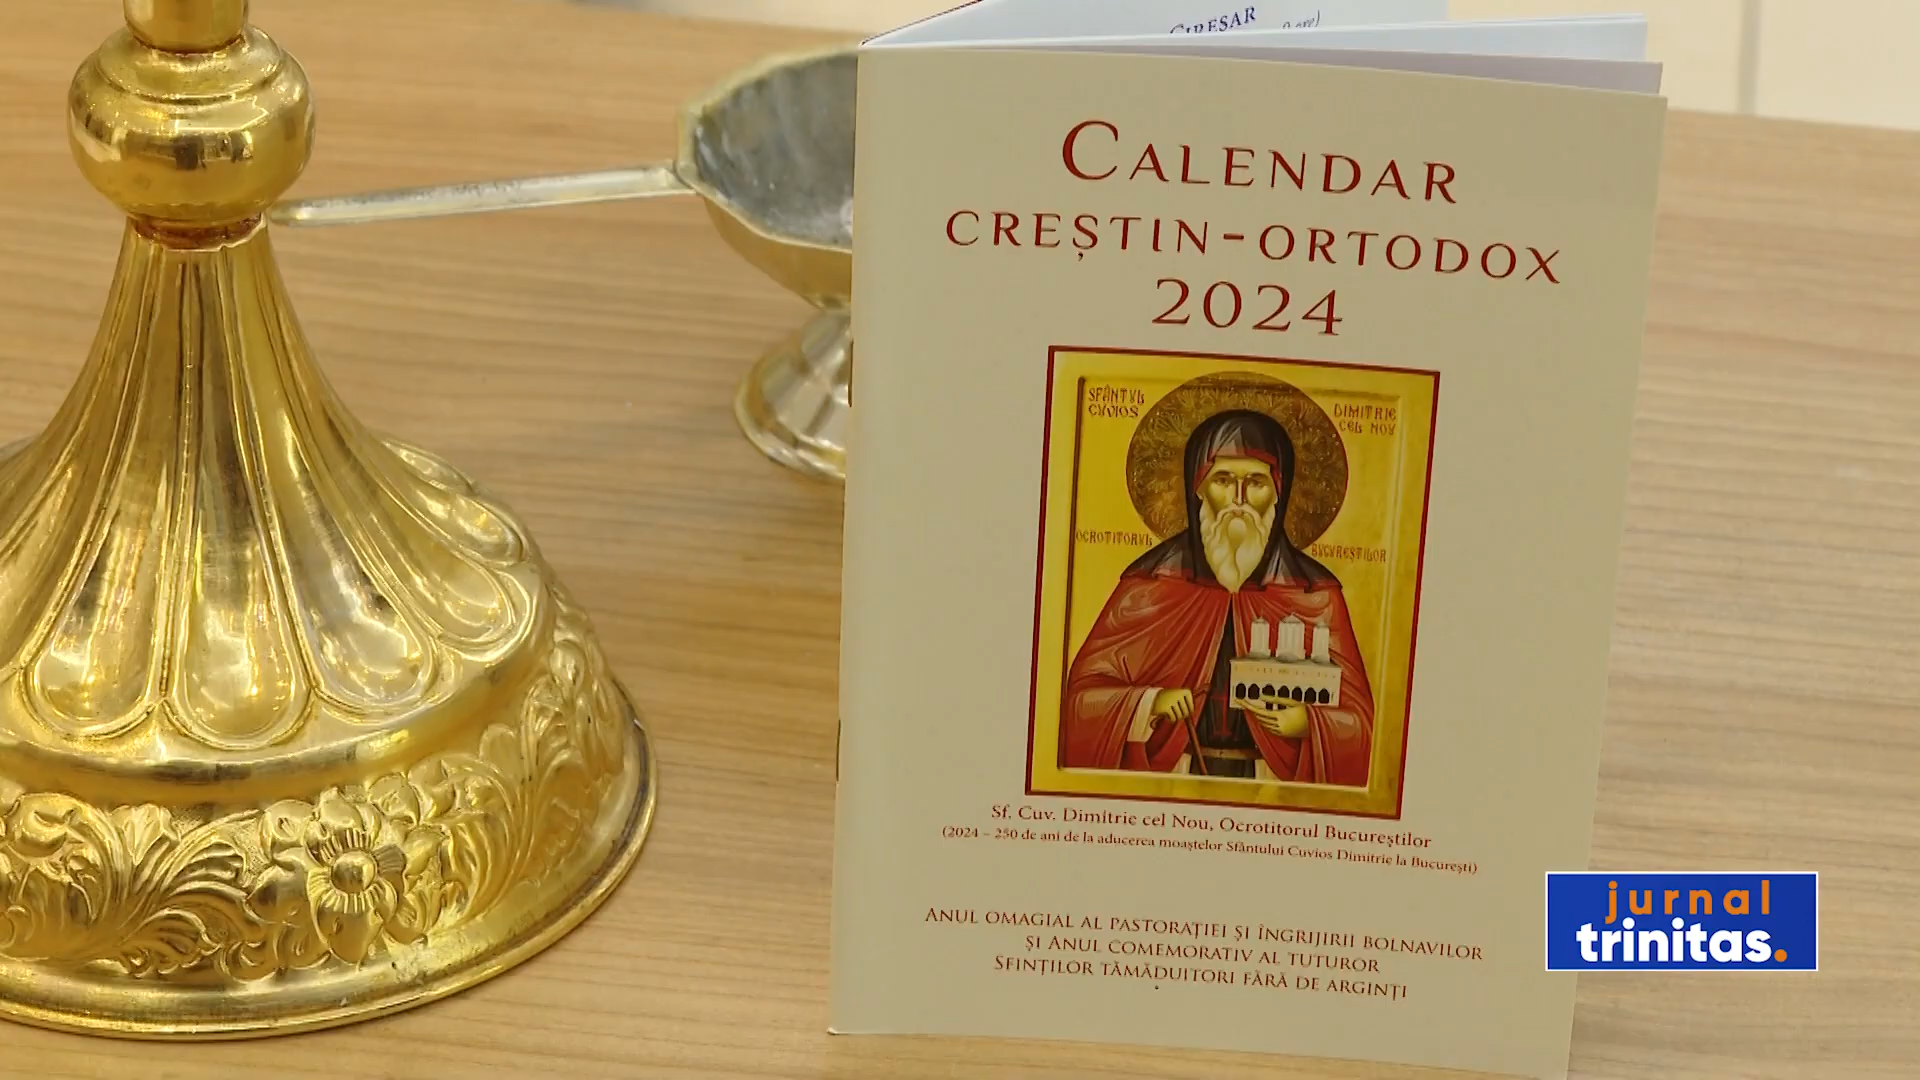 CIREȘAR
CALENDAR
CREȘTIN-ORTODOX
2024
SFÂNTUL
CUVIOS
DIMITRIE
CEL NOU
OCROTITORUL
BUCUREȘTILOR
Sf. Cuv. Dimitrie cel Nou, Ocrotitorul Bucureștilor
(2024 – 250 de ani de la aducerea moaștelor Sfântului Cuvios Dimitrie la București)
ANUL OMAGIAL AL PASTORAȚIEI ȘI ÎNGRIJIRII BOLNAVILOR
ȘI ANUL COMEMORATIV AL TUTUROR
SFINȚILOR TĂMĂDUITORI FĂRĂ DE ARGINȚI
jurnal
trinitas.